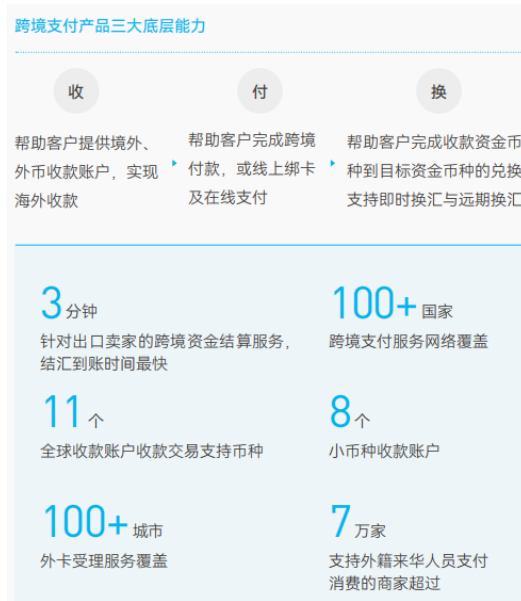 跨境支付产品三大底层能力
收
付
换
帮助客户提供境外、
外币收款账户，实现
海外收款
帮助客户完成跨境
付款，或线上绑卡
及在线支付
帮助客户完成收款资金币
种到目标资金币种的兑换
支持即时换汇与远期换汇
3分钟
针对出口卖家的跨境资金结算服务，
结汇到账时间最快
100+国家
跨境支付服务网络覆盖
11个
全球收款账户收款交易支持币种
8个
小币种收款账户
100+城市
外卡受理服务覆盖
7万家
支持外籍来华人员支付
消费的商家超过